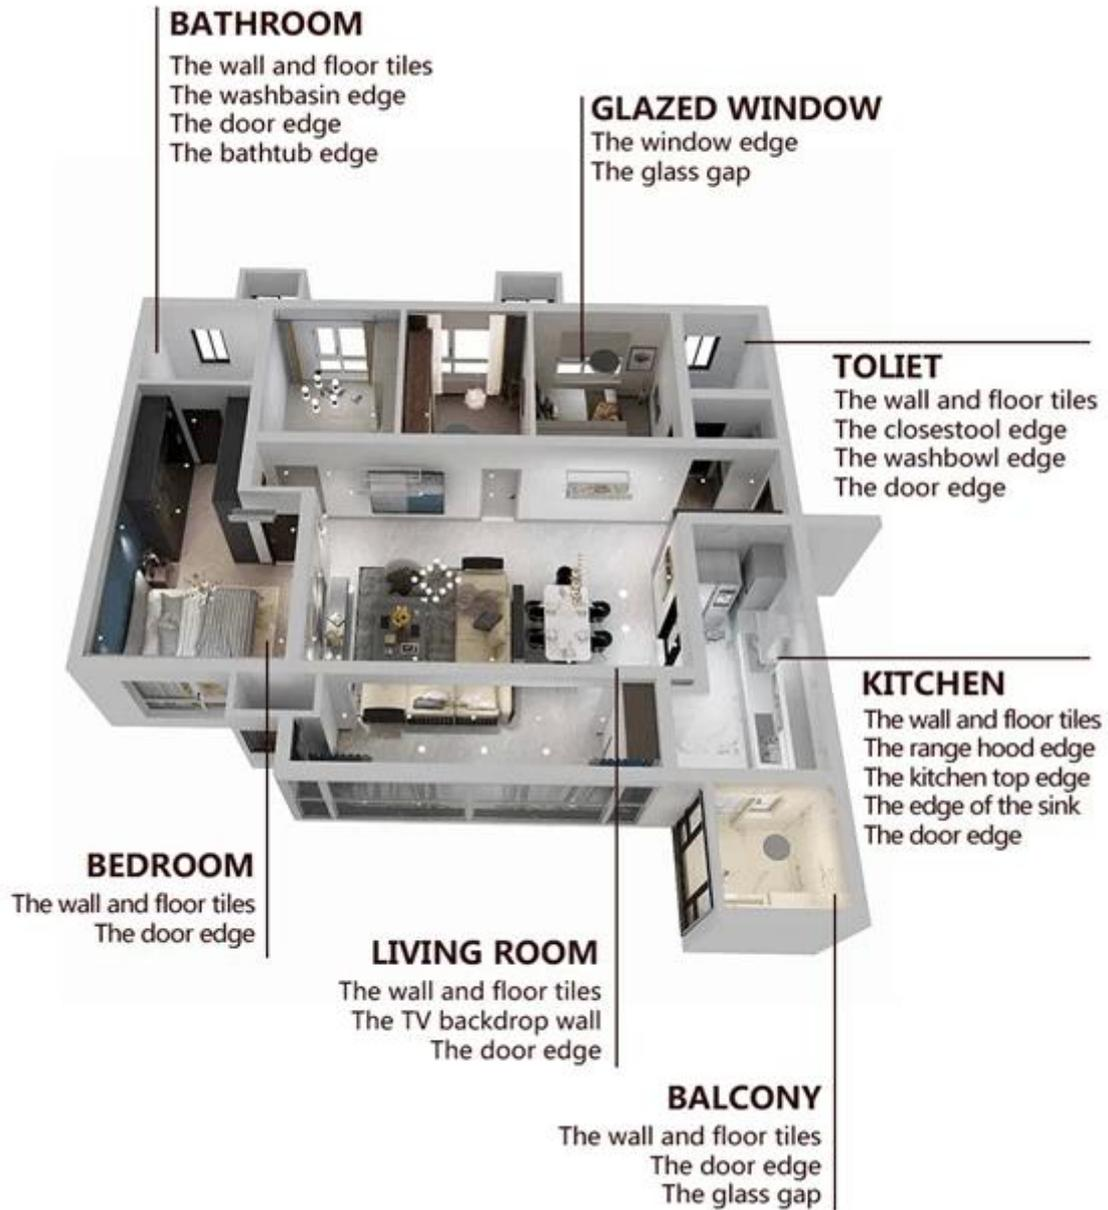 BATHROOM
The wall and floor tiles
The washbasin edge
The door edge
The bathtub edge
GLAZED WINDOW
The window edge
The glass gap
TOLIET
The wall and floor tiles
The closestool edge
The washbowl edge
The door edge
KITCHEN
The wall and floor tiles
The range hood edge
The kitchen top edge
The edge of the sink
The door edge
BEDROOM
The wall and floor tiles
The door edge
LIVING ROOM
The wall and floor tiles
The TV backdrop wall
The door edge
BALCONY
The wall and floor tiles
The door edge
The glass gap